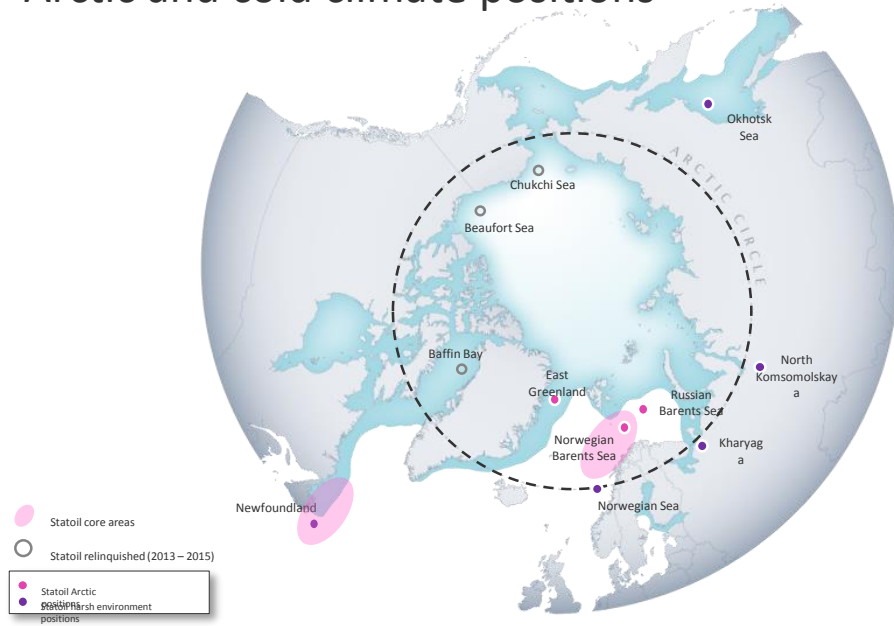 Arctic and cold climate positions
Okhotsk
Sea
ARCTIC CIRCLE
Chukchi Sea
Beaufort Sea
Baffin Bay
East
Greenland
North
Komsomolskay
a
Russian
Barents Sea
Norwegian
Barents Sea
Kharyag
a
Newfoundland
Norwegian Sea
Statoil core areas
Statoil relinquished (2013 – 2015)
Statoil Arctic
positions
Statoil harsh environment
positions